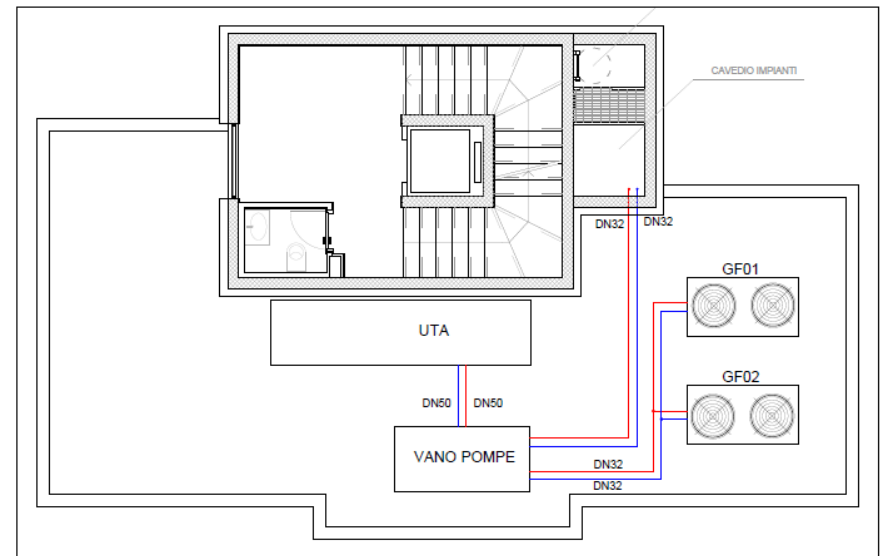 CAVEDIO IMPIANTI
DN32
DN32
GF01
UTA
GF02
DN50
DN50
VANO POMPE
DN32
DN32